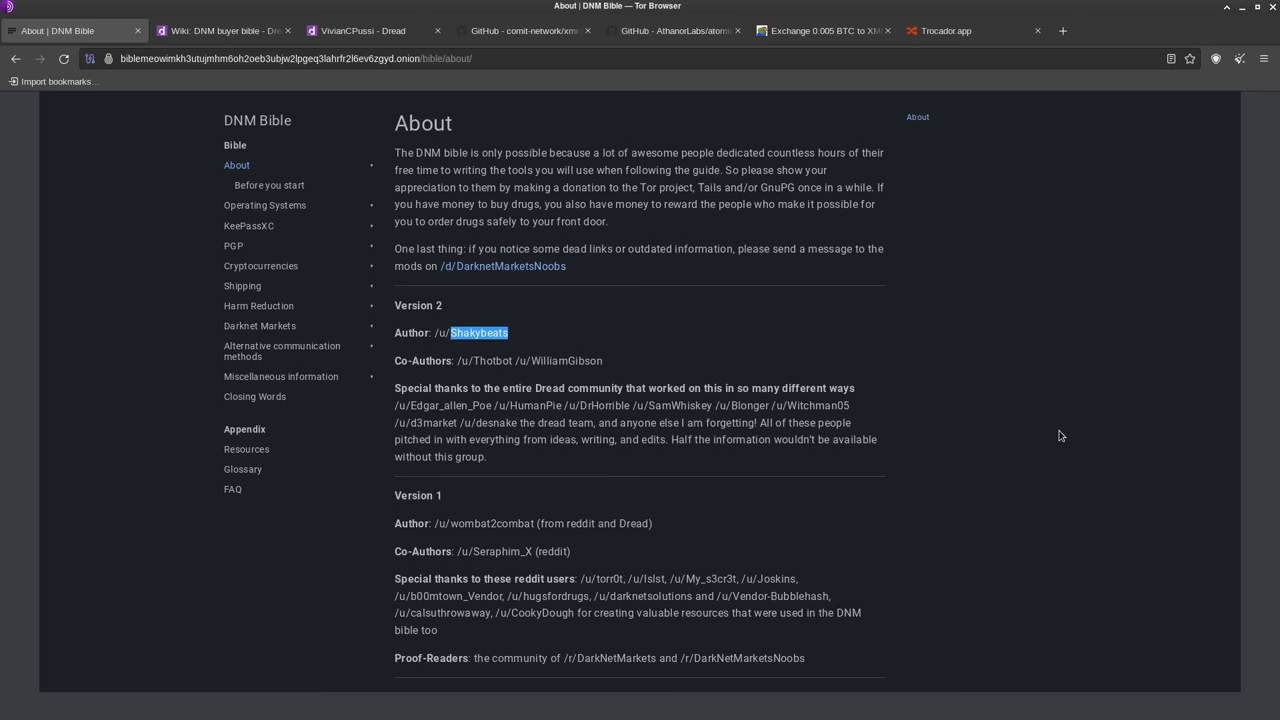 About | DNM Bible — Tor Browser
About | DNM Bible
Wiki: DNM buyer bible - Dre
VivianCPussi - Dread
GitHub - comit-network/xm
GitHub - AthanorLabs/atomi
Exchange 0.005 BTC to XM
Trocador.app
biblemeowimkh3utujmhm6oh2oeb3ubjw2lpgeq3lahrfr2l6ev6zgyd.onion/bible/about/
Import bookmarks…
DNM Bible
Bible
About
Before you start
Operating Systems
KeePassXC
PGP
Cryptocurrencies
Shipping
Harm Reduction
Darknet Markets
Alternative communication
methods
Miscellaneous information
Closing Words
Appendix
Resources
Glossary
FAQ
About
The DNM bible is only possible because a lot of awesome people dedicated countless hours of their
free time to writing the tools you will use when following the guide. So please show your
appreciation to them by making a donation to the Tor project, Tails and/or GnuPG once in a while. If
you have money to buy drugs, you also have money to reward the people who make it possible for
you to order drugs safely to your front door.
One last thing: if you notice some dead links or outdated information, please send a message to the
mods on /d/DarknetMarketsNoobs
Version 2
Author: /u/Shakybeats
Co-Authors: /u/Thotbot /u/WilliamGibson
Special thanks to the entire Dread community that worked on this in so many different ways
/u/Edgar_allen_Poe /u/HumanPie /u/DrHorrible /u/SamWhiskey /u/Blonger /u/Witchman05
/u/d3market /u/desnake the dread team, and anyone else I am forgetting! All of these people
pitched in with everything from ideas, writing, and edits. Half the information wouldn’t be available
without this group.
Version 1
Author: /u/wombat2combat (from reddit and Dread)
Co-Authors: /u/Seraphim_X (reddit)
Special thanks to these reddit users: /u/torr0t, /u/lslst, /u/My_s3cr3t, /u/Joskins,
/u/b00mtown_Vendor, /u/hugsfordrugs, /u/darknetsolutions and /u/Vendor-Bubblehash,
/u/calsuthrowaway, /u/CookyDough for creating valuable resources that were used in the DNM
bible too
Proof-Readers: the community of /r/DarkNetMarkets and /r/DarkNetMarketsNoobs
About